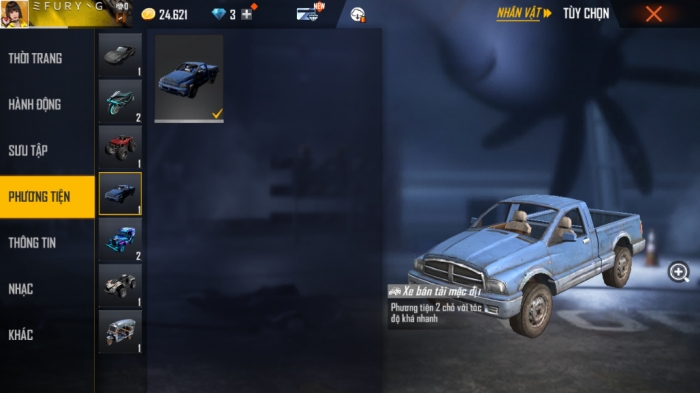 FURY G
24.621
3
NEW
NHÂN VẬT
TÙY CHỌN
THỜI TRANG
1
HÀNH ĐỘNG
2
SƯU TẬP
1
PHƯƠNG TIỆN
1
THÔNG TIN
2
NHẠC
1
KHÁC
1
Xe bán tải mặc
Phương tiện 2 chỗ với tốc
độ khá nhanh